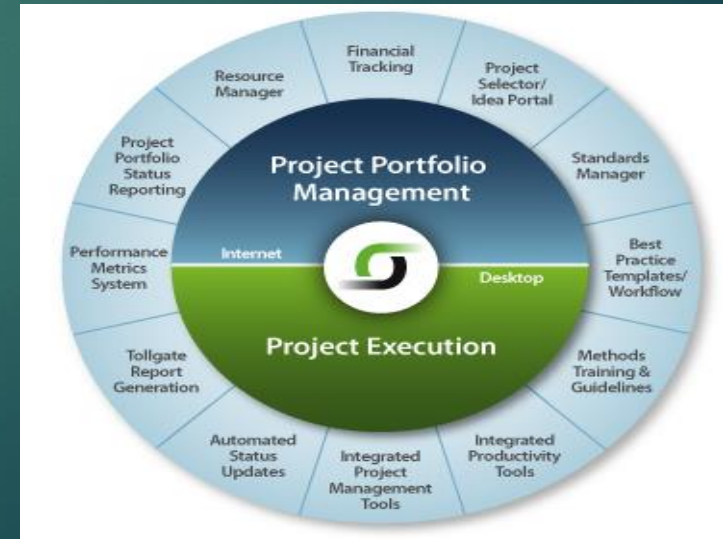 Financial
Tracking
Project
Selector/
Idea Portal
Standards
Manager
Best
Practice
Templates/
Workflow
Methods
Training &
Guidelines
Integrated
Productivity
Tools
Integrated
Project
Management
Tools
Automated
Status
Updates
Tollgate
Report
Generation
Performance
Metrics
System
Project
Portfolio
Status
Reporting
Resource
Manager
Project Portfolio
Management
Internet
Desktop
Project Execution